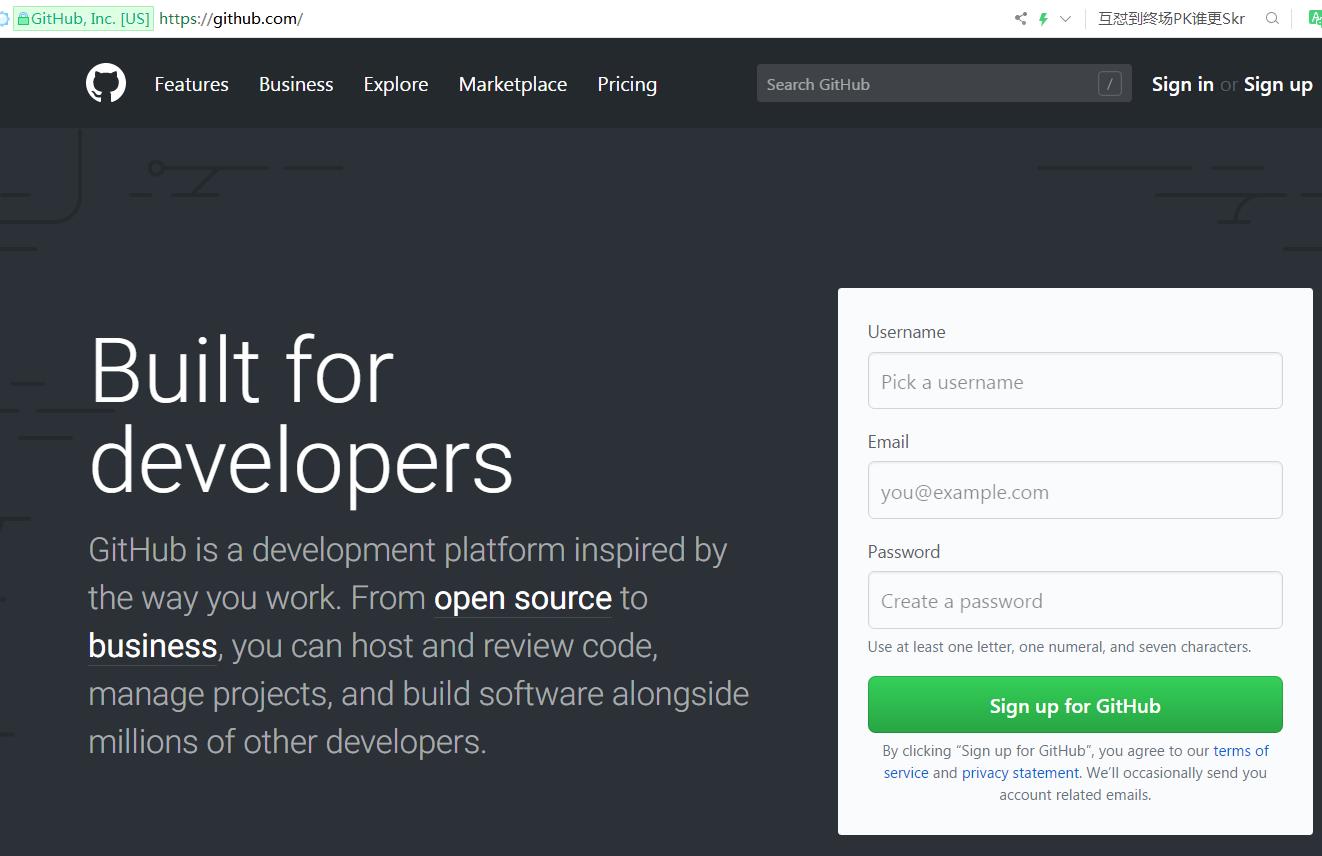 GitHub, Inc. [US] https://github.com/ 互怼到终场PK谁更Skr
Features Business Explore Marketplace Pricing Search GitHub / Sign in or Sign up
Built for
developers
GitHub is a development platform inspired by
the way you work. From open source to
business, you can host and review code,
manage projects, and build software alongside
millions of other developers.
Username
Pick a username
Email
you@example.com
Password
Create a password
Use at least one letter, one numeral, and seven characters.
Sign up for GitHub
By clicking “Sign up for GitHub”, you agree to our terms of
service and privacy statement. We’ll occasionally send you
account related emails.